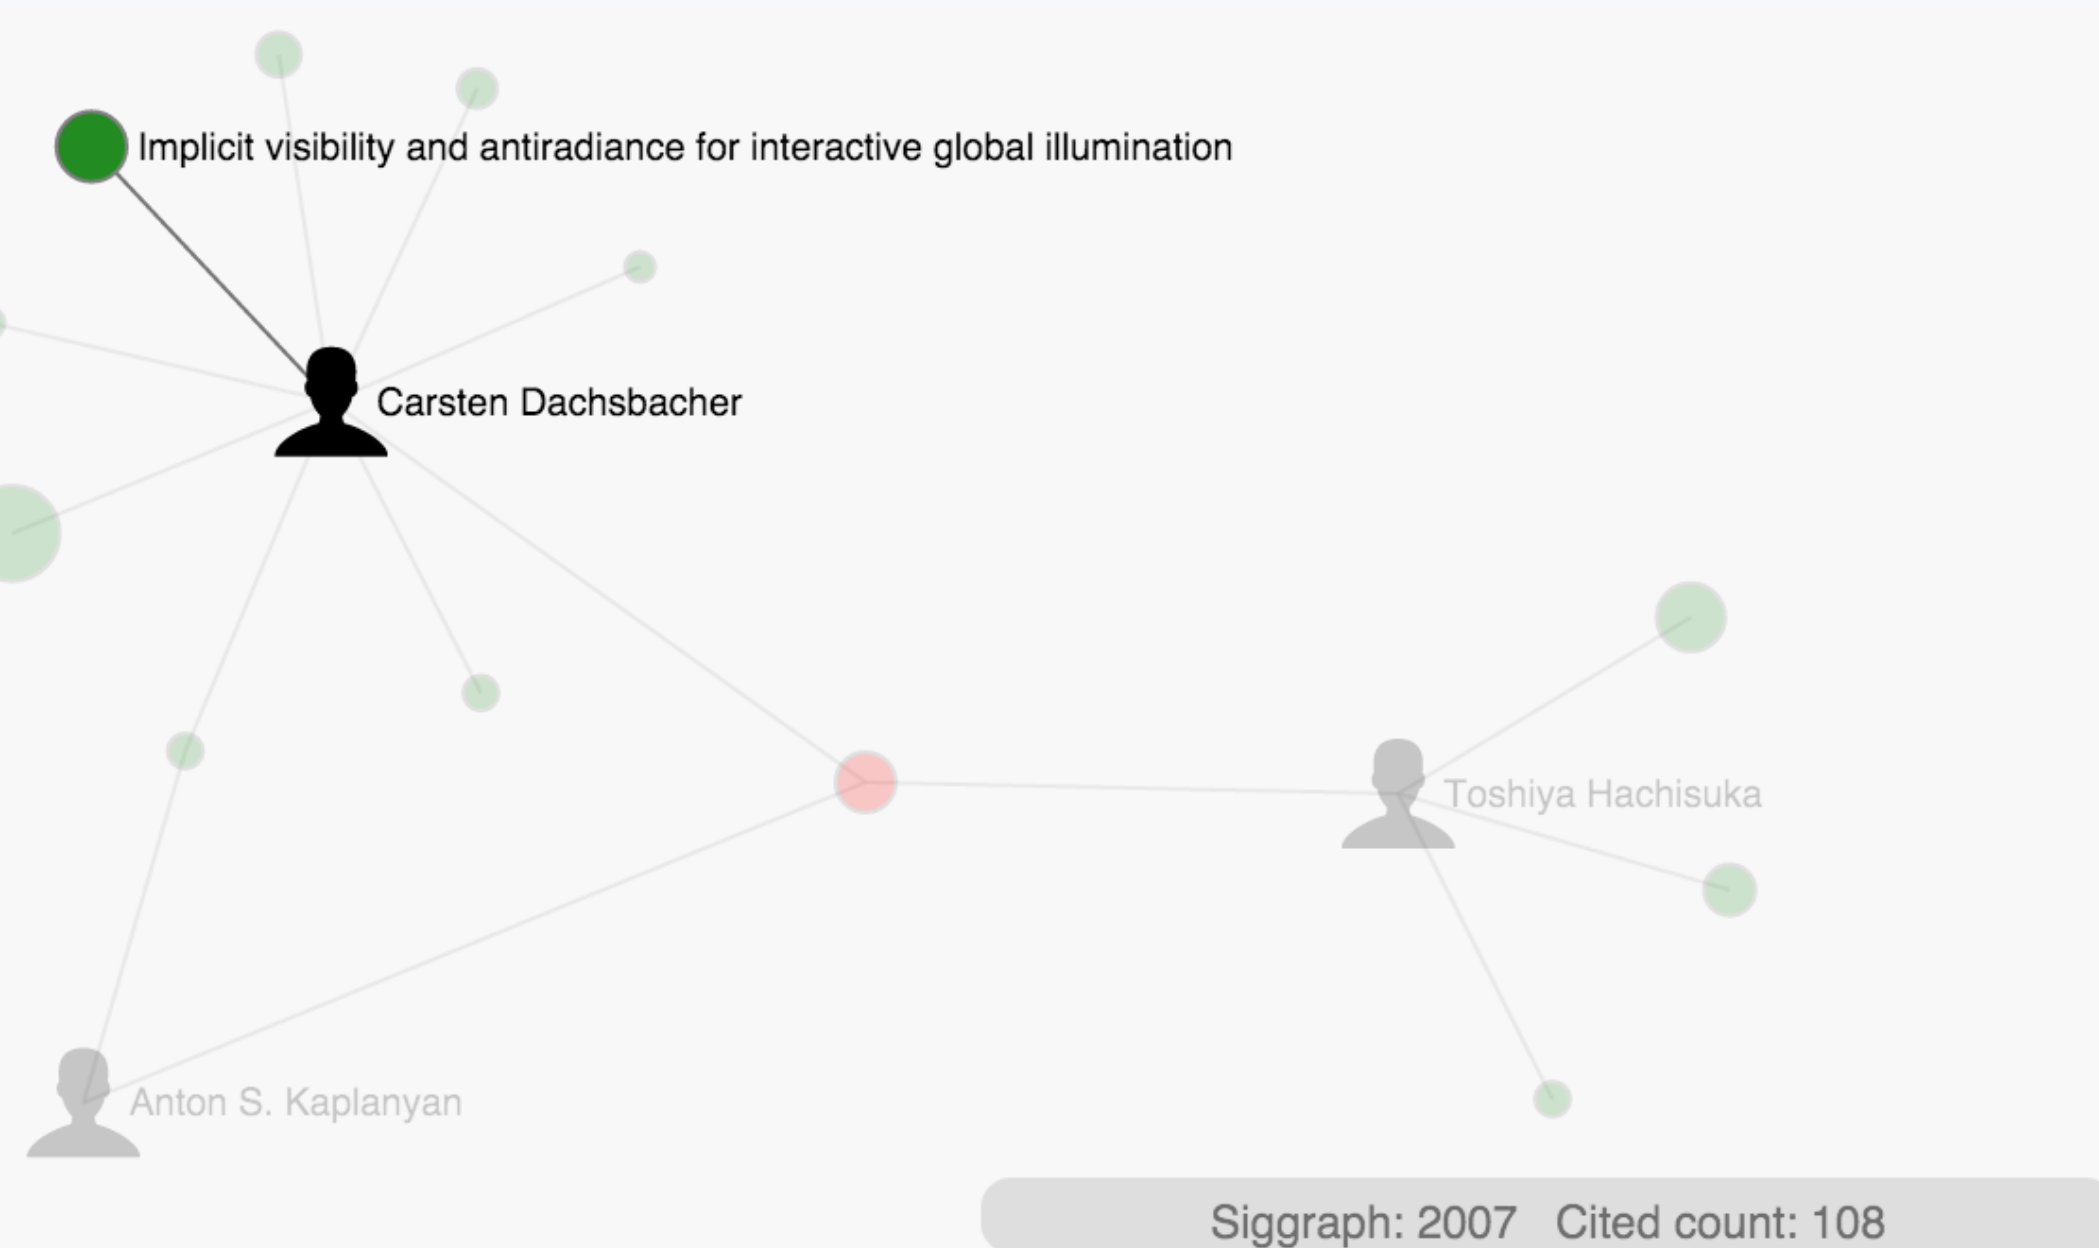 Implicit visibility and antiradiance for interactive global illumination
Carsten Dachsbacher
Toshiya Hachisuka
Anton S. Kaplanyan
Siggraph: 2007 Cited count: 108